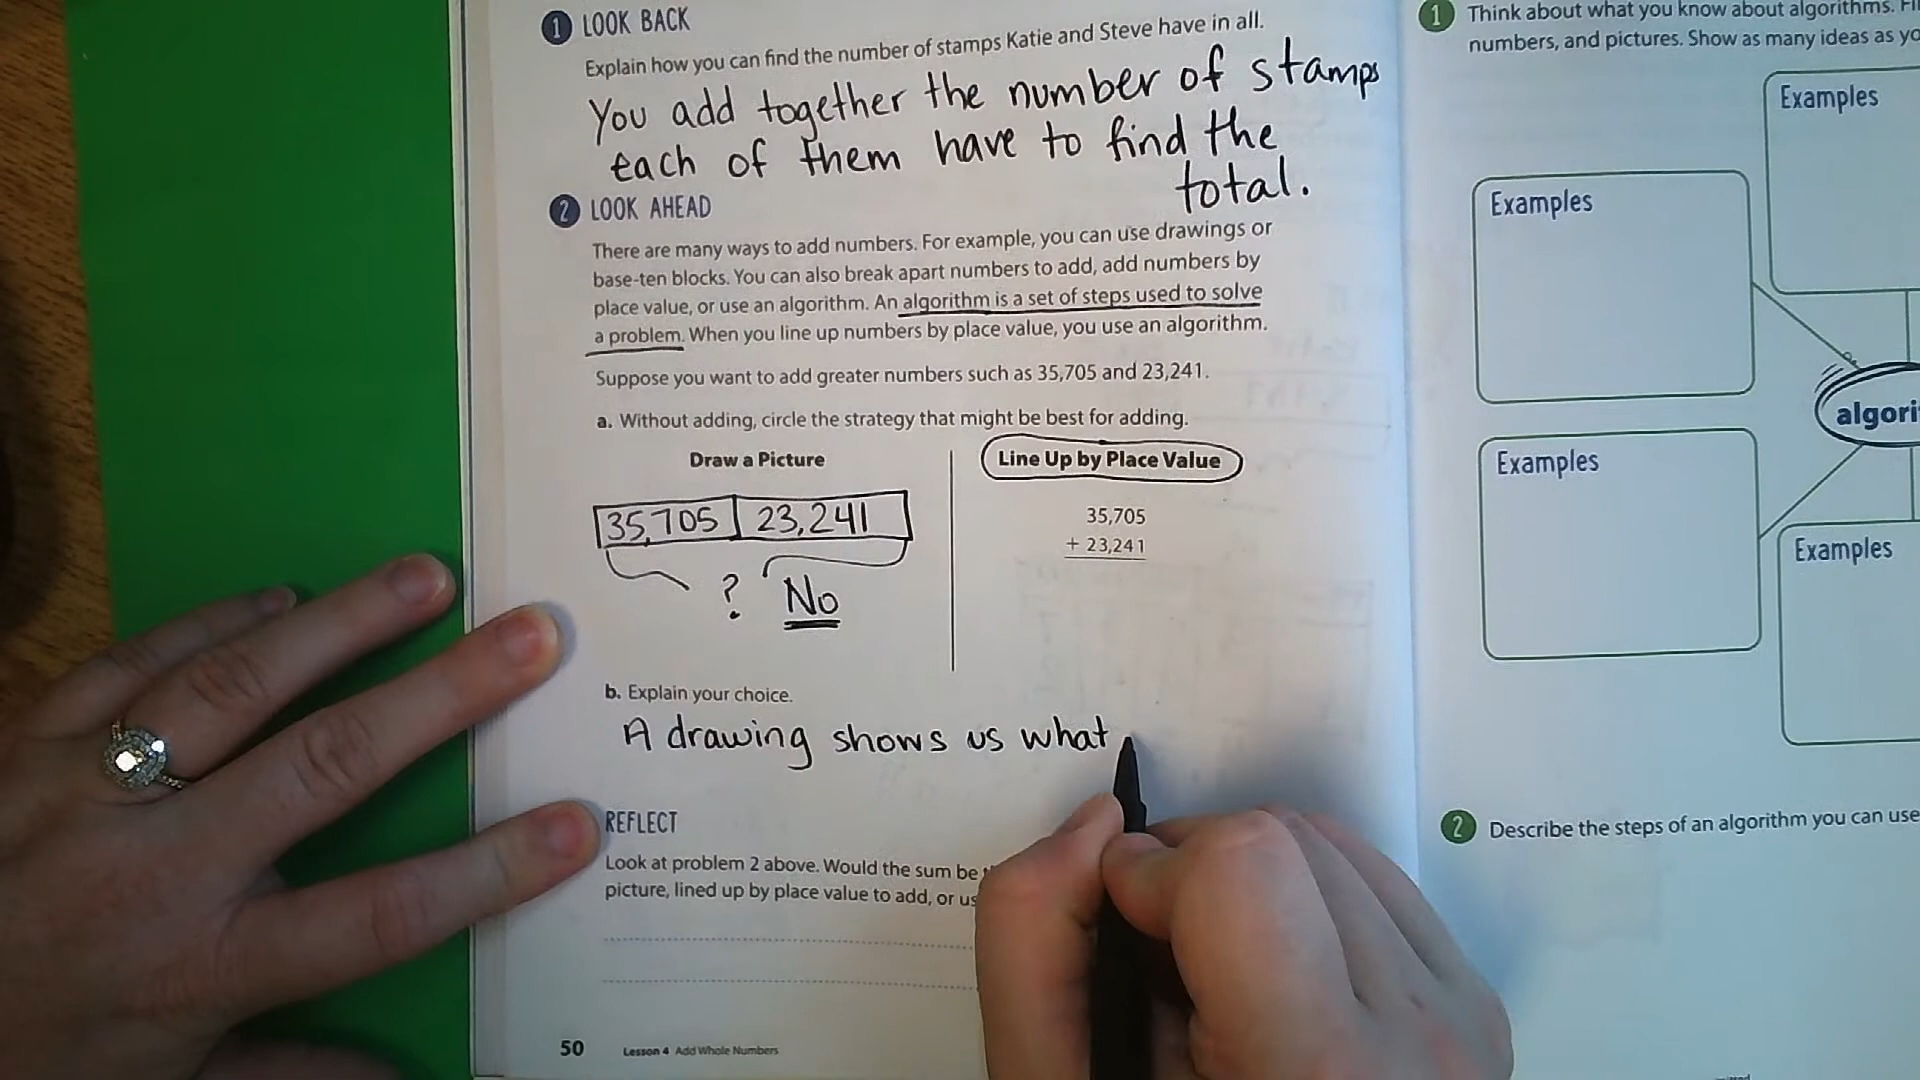 1 LOOK BACK
Explain how you can find the number of stamps Katie and Steve have in all.
You add together the number of stamps
each of them have to find the
total.
2 LOOK AHEAD
There are many ways to add numbers. For example, you can use drawings or
base-ten blocks. You can also break apart numbers to add, add numbers by
place value, or use an algorithm. An algorithm is a set of steps used to solve
a problem. When you line up numbers by place value, you use an algorithm.
Suppose you want to add greater numbers such as 35,705 and 23,241.
a. Without adding, circle the strategy that might be best for adding.
Draw a Picture
35,705 23,241
? No
Line Up by Place Value
35,705
+ 23,241
b. Explain your choice.
A drawing shows us what
REFLECT
Look at problem 2 above. Would the sum be
picture, lined up by place value to add, or
50 Lesson 4 Add Whole Numbers
1 Think about what you know about algorithms.
numbers, and pictures. Show as many ideas as
Examples
Examples
Examples
Examples
2 Describe the steps of an algorithm you can use